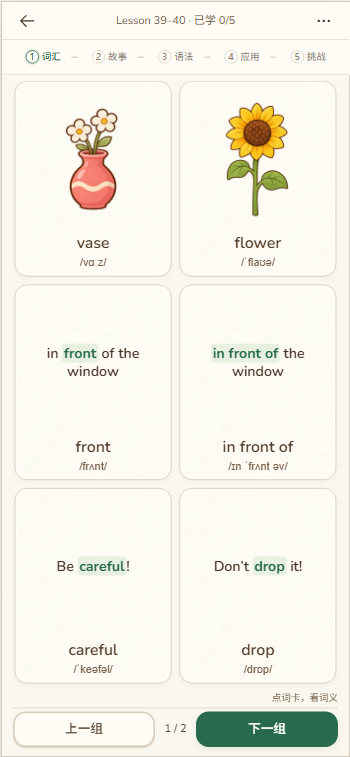 Lesson 39–40 · 已学 0/5
1 词汇 — 2 故事 — 3 语法 — 4 应用 — 5 挑战
vase
/vɑːz/
flower
/ˈflaʊə/
in front of the
window
front
/frʌnt/
in front of the
window
in front of
/ɪn ˈfrʌnt əv/
Be careful!
careful
/ˈkeəfəl/
Don't drop it!
drop
/drɒp/
点词卡，看词义
上一组
1 / 2
下一组